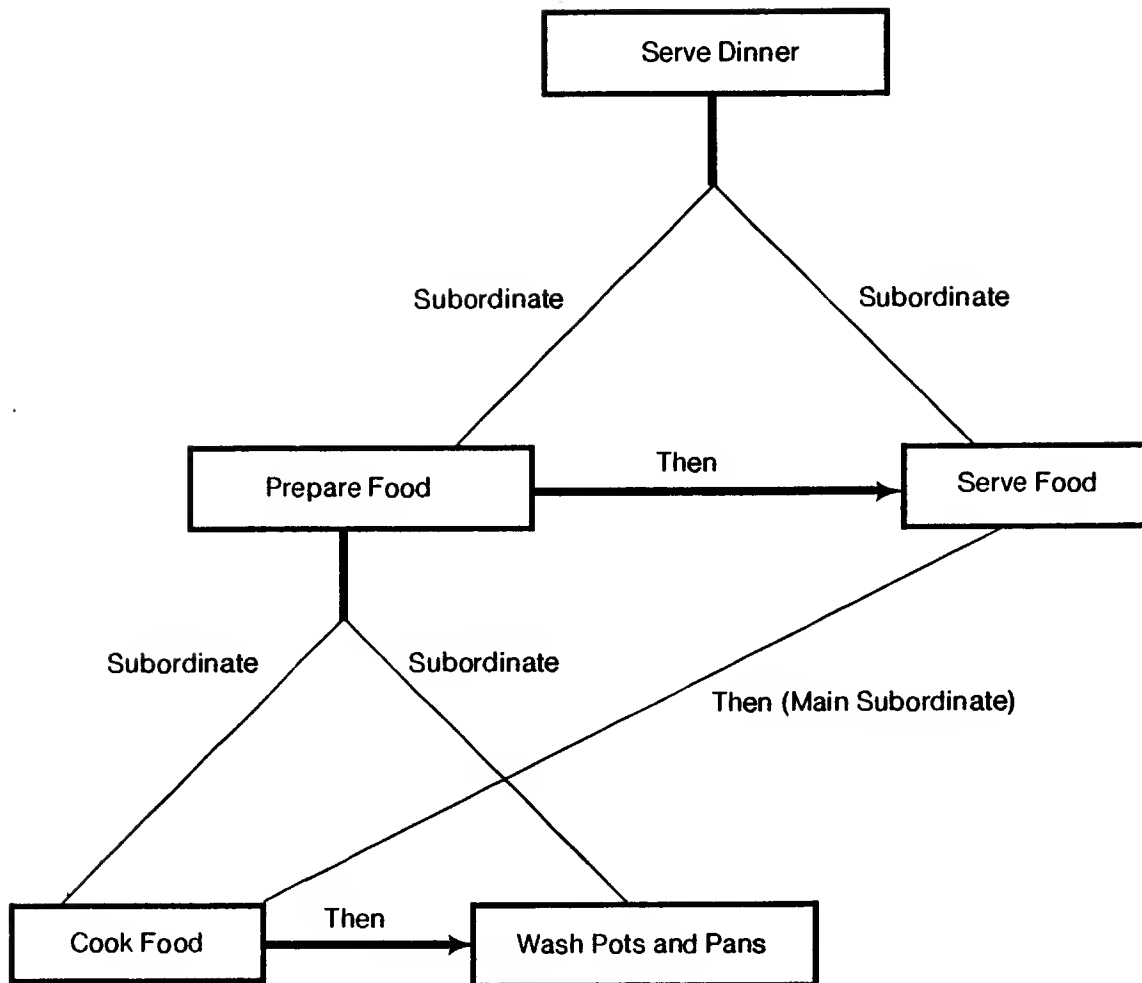 Serve Dinner
Subordinate
Subordinate
Prepare Food
Then
Serve Food
Subordinate
Subordinate
Then (Main Subordinate)
Cook Food
Then
Wash Pots and Pans